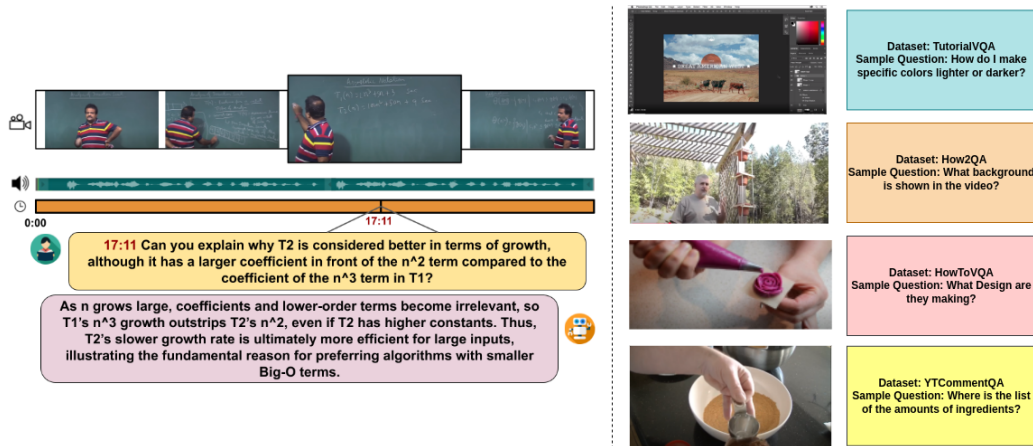 0:00
17:11
17:11 Can you explain why T2 is considered better in terms of growth,
although it has a larger coefficient in front of the n^2 term compared to the
coefficient of the n^3 term in T1?
As n grows large, coefficients and lower-order terms become irrelevant, so
T1's n^3 growth outstrips T2's n^2, even if T2 has higher constants. Thus,
T2's slower growth rate is ultimately more efficient for large inputs,
illustrating the fundamental reason for preferring algorithms with smaller
Big-O terms.
Dataset: TutorialVQA
Sample Question: How do I make
specific colors lighter or darker?
Dataset: How2QA
Sample Question: What background
is shown in the video?
Dataset: HowToVQA
Sample Question: What Design are
they making?
Dataset: YTCommentQA
Sample Question: Where is the list
of the amounts of ingredients?